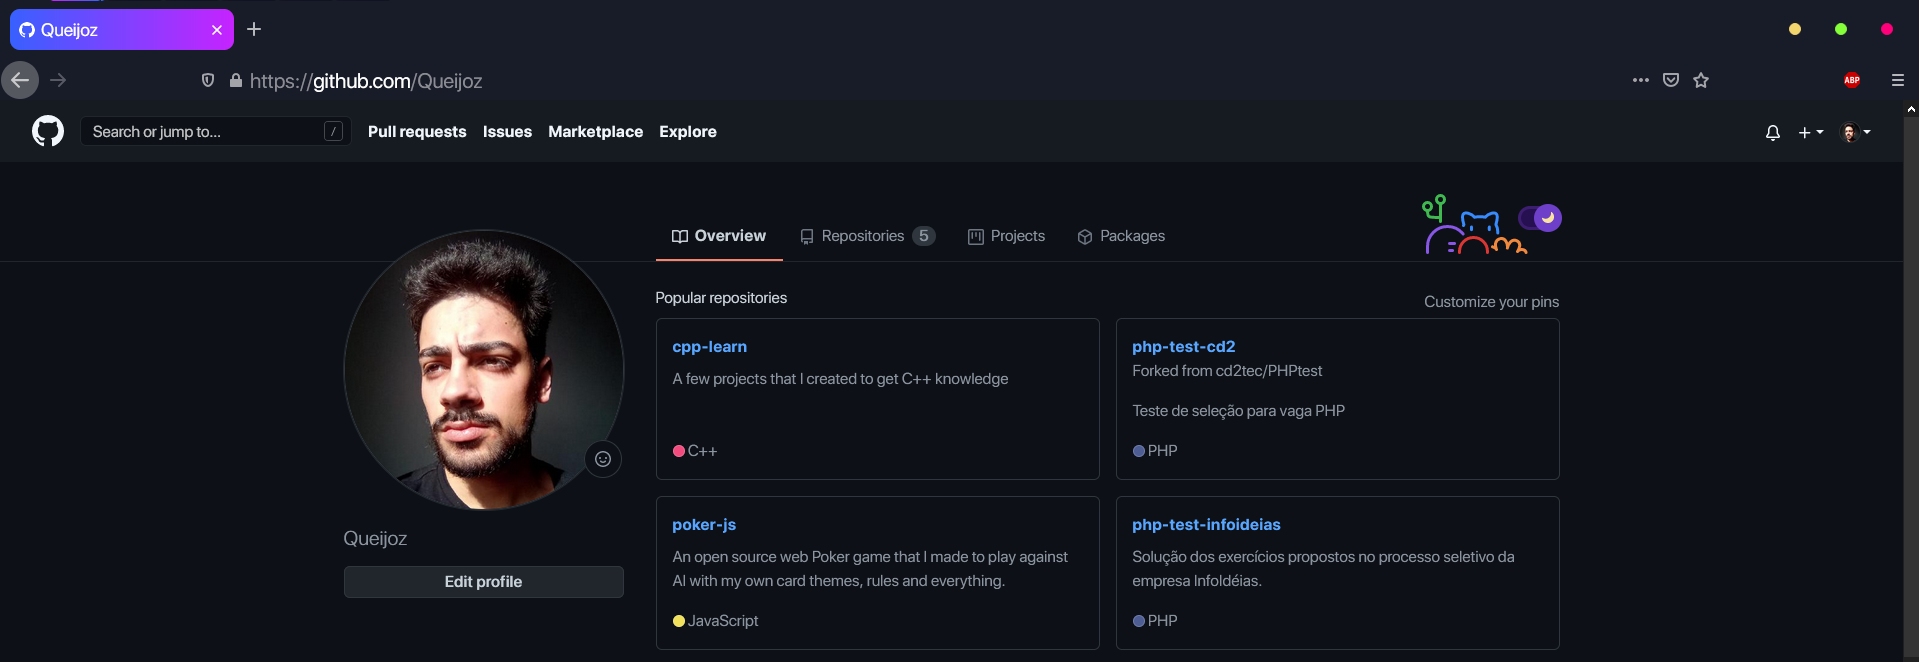 Queijoz
https://github.com/Queijoz
ABP
Search or jump to...
/
Pull requests
Issues
Marketplace
Explore
Overview
Repositories 5
Projects
Packages
Popular repositories
Customize your pins
cpp-learn
A few projects that I created to get C++ knowledge
C++
php-test-cd2
Forked from cd2tec/PHPtest
Teste de seleção para vaga PHP
PHP
poker-js
An open source web Poker game that I made to play against
AI with my own card themes, rules and everything.
JavaScript
php-test-infoideias
Solução dos exercícios propostos no processo seletivo da
empresa InfoIdéias.
PHP
Queijoz
Edit profile